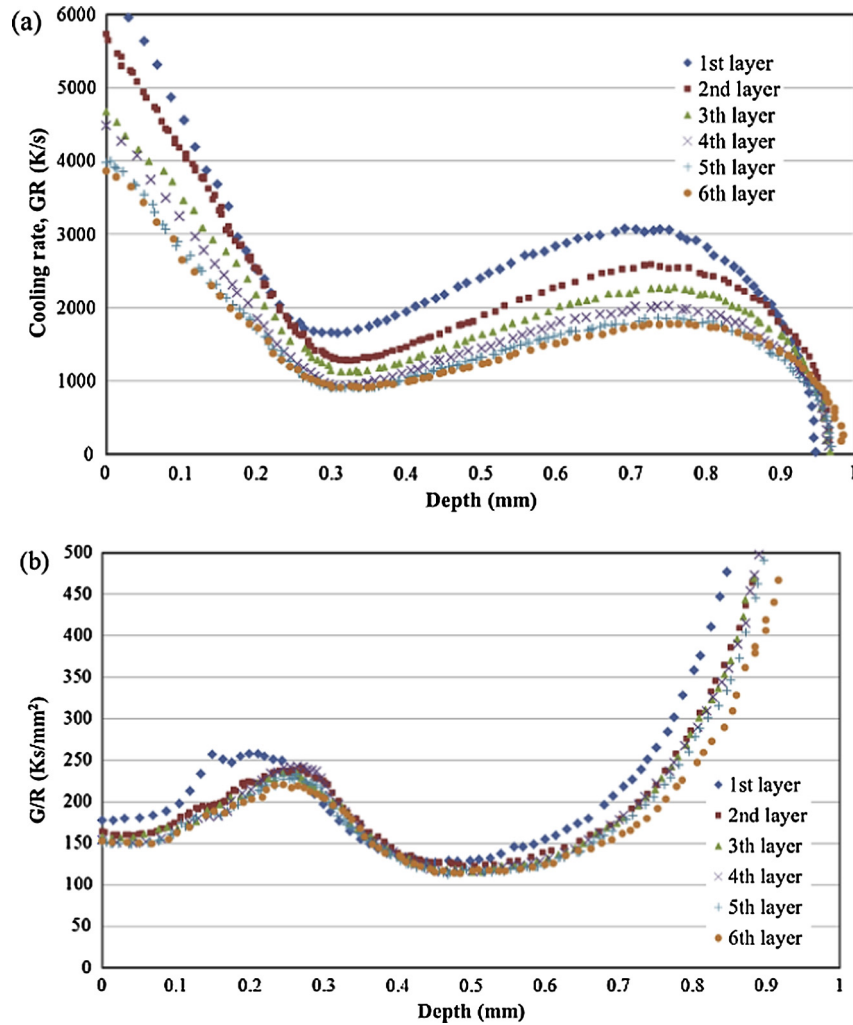 (a)
6000
5000
4000
3000
2000
1000
0
Cooling rate, GR (K/s)
1st layer
2nd layer
3th layer
4th layer
5th layer
6th layer
0 0.1 0.2 0.3 0.4 0.5 0.6 0.7 0.8 0.9 1
Depth (mm)
(b)
500
450
400
350
300
250
200
150
100
50
0
G/R (Ks/mm²)
1st layer
2nd layer
3th layer
4th layer
5th layer
6th layer
0 0.1 0.2 0.3 0.4 0.5 0.6 0.7 0.8 0.9 1
Depth (mm)